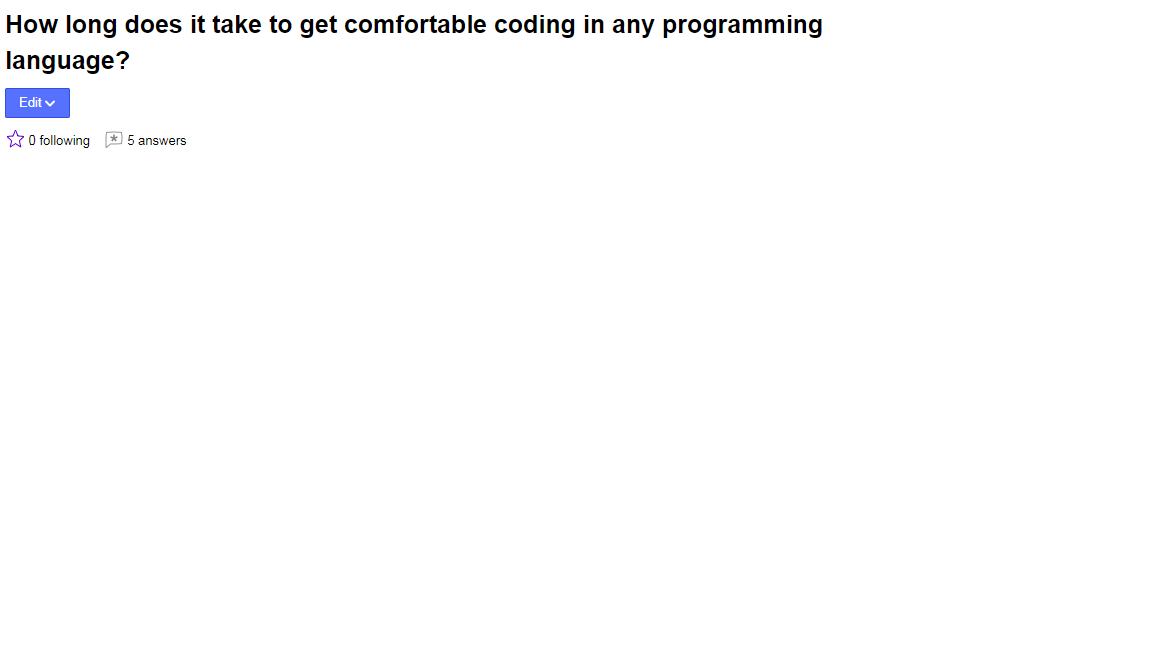 How long does it take to get comfortable coding in any programming
language?
Edit
0 following 5 answers